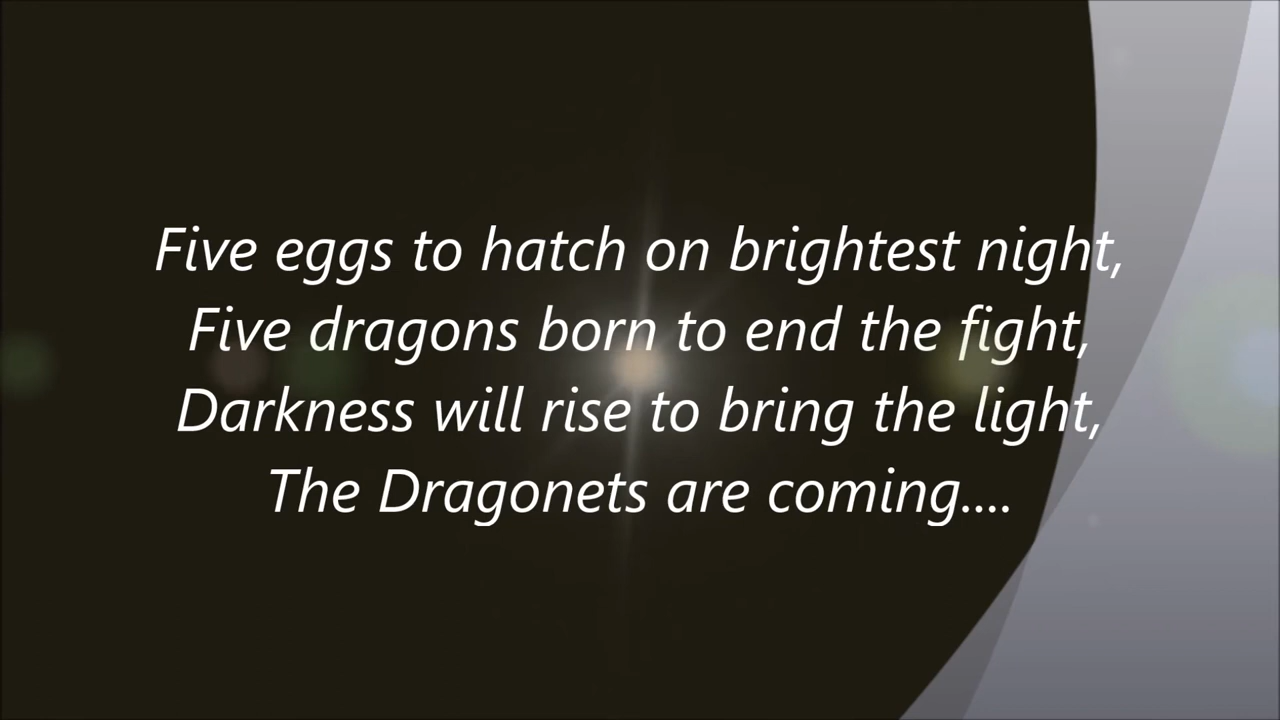 Five eggs to hatch on brightest night,
Five dragons born to end the fight,
Darkness will rise to bring the light,
The Dragonets are coming....